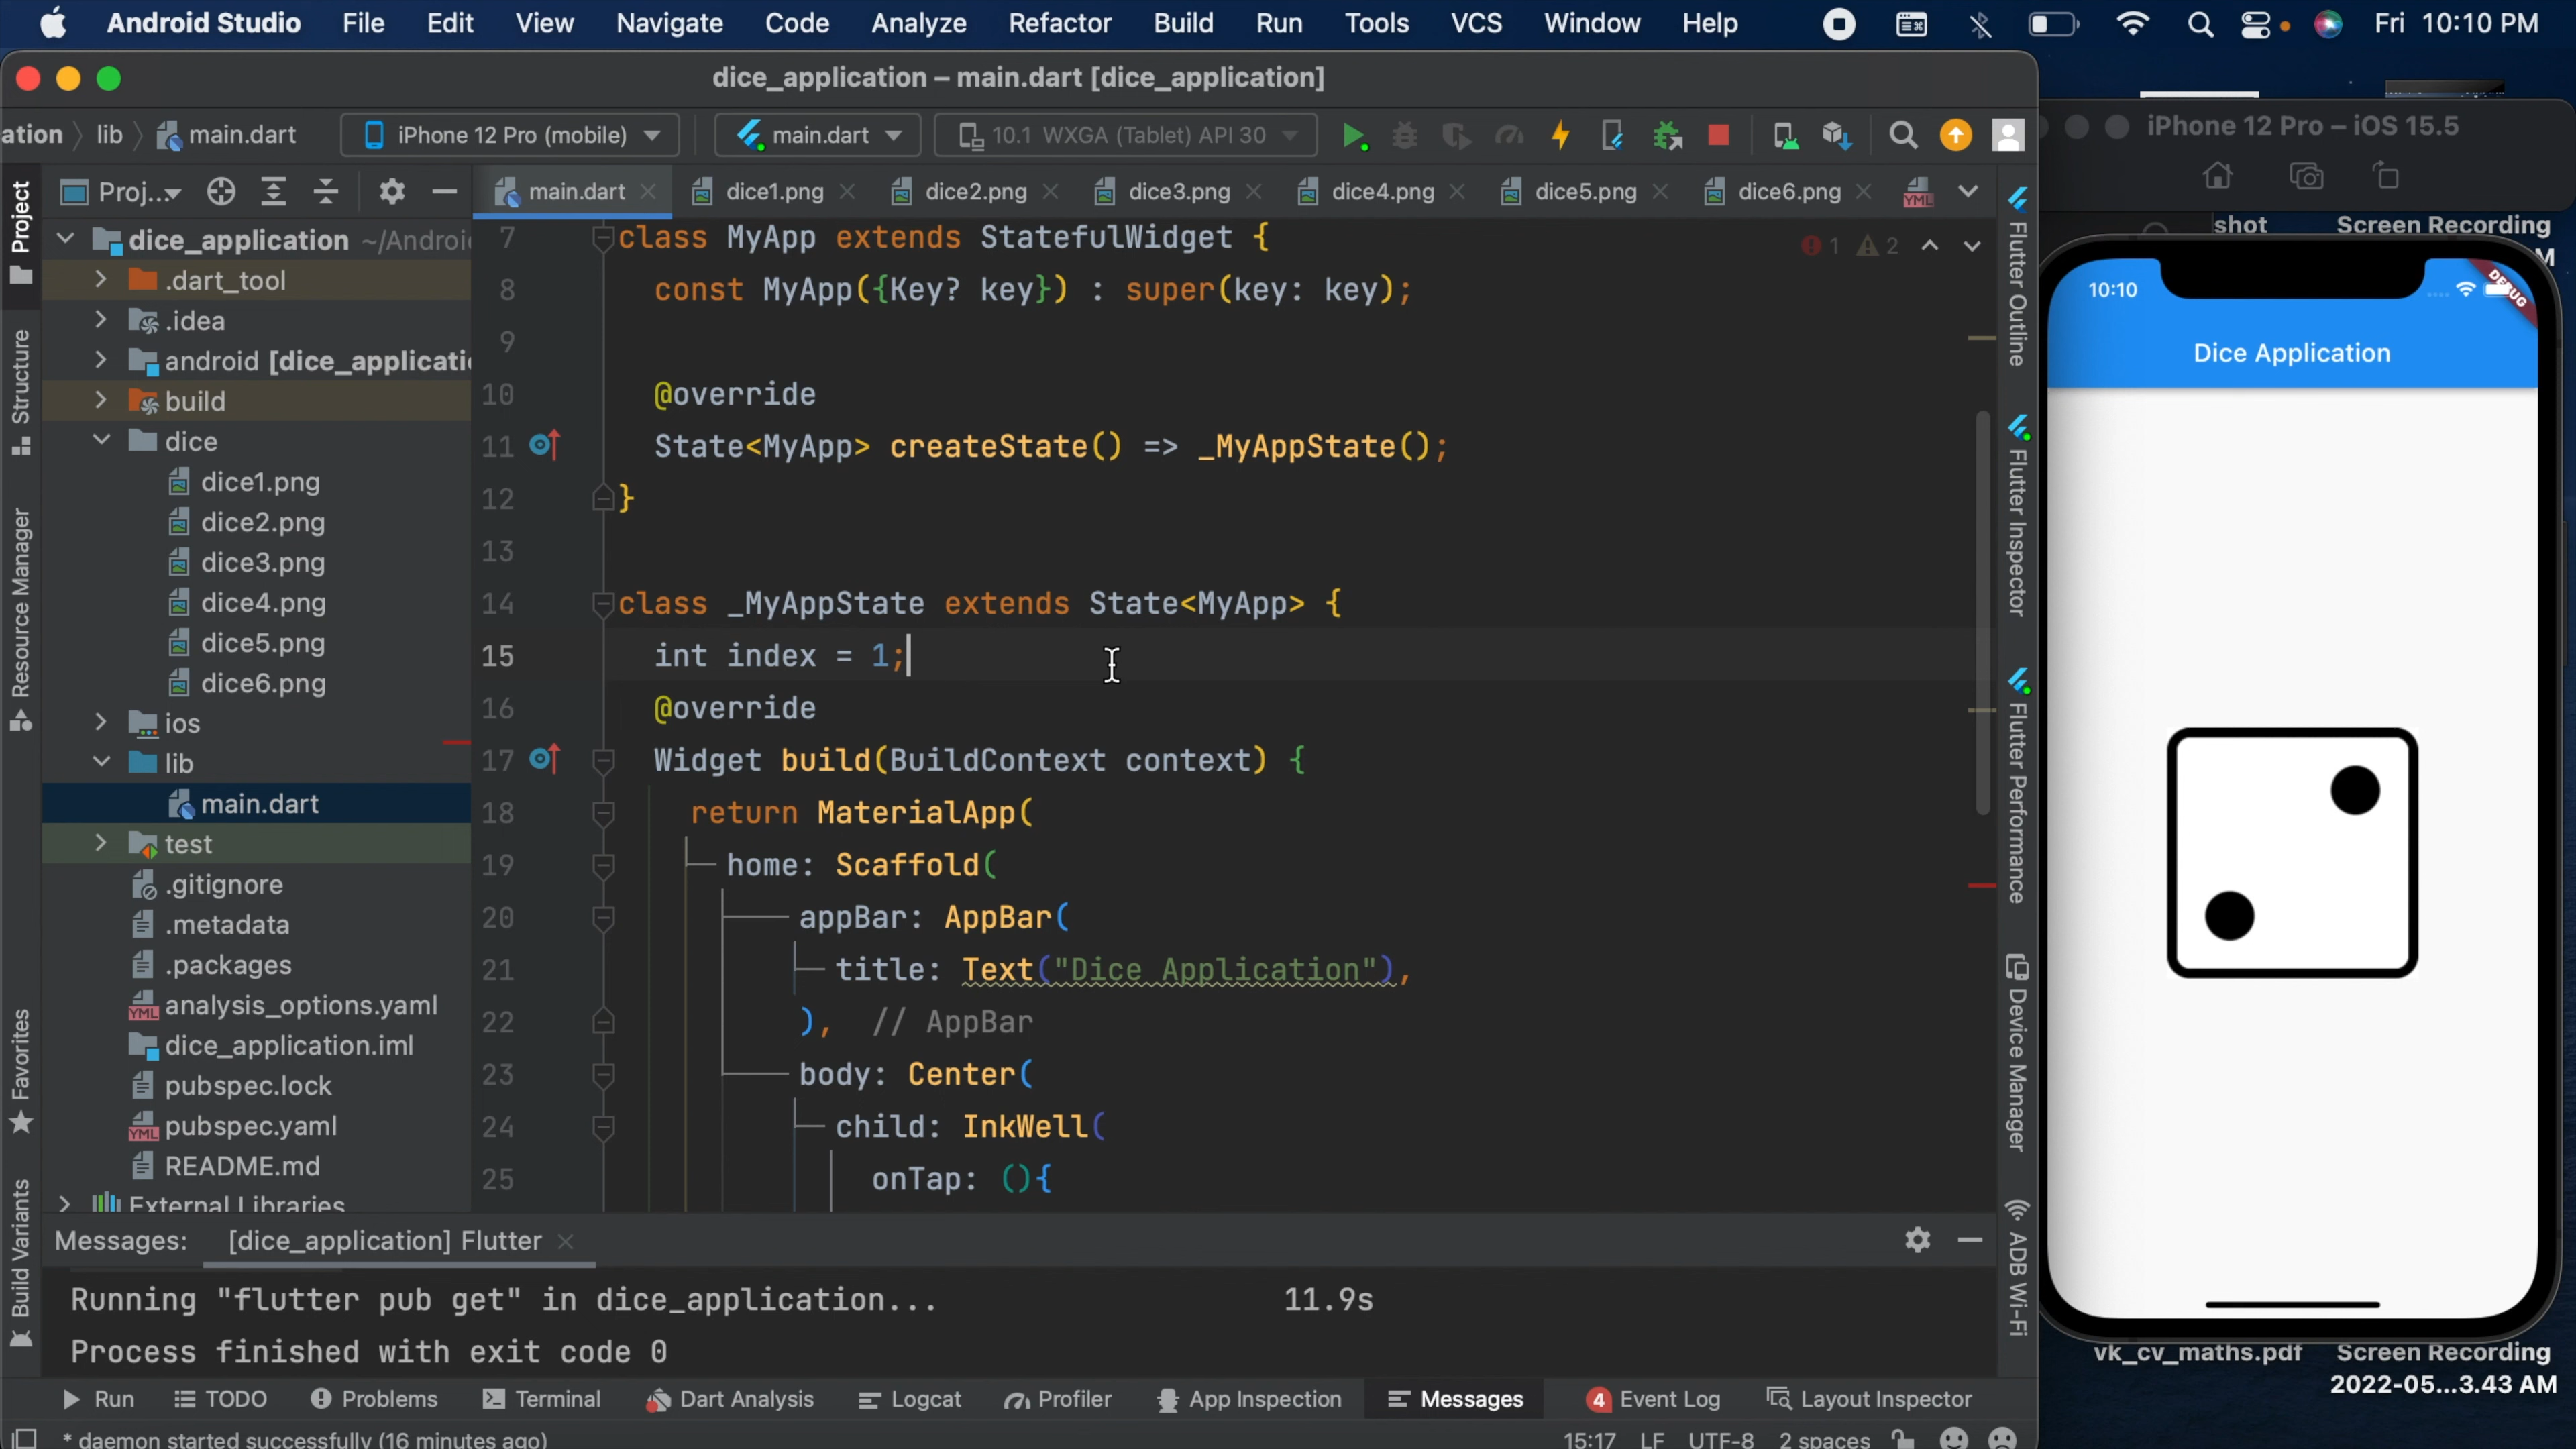 Android Studio File Edit View Navigate Code Analyze Refactor Build Run Tools VCS Window Help Fri 10:10 PM
dice_application – main.dart [dice_application]
ation lib main.dart iPhone 12 Pro (mobile) main.dart 10.1 WXGA (Tablet) API 30
Proj... main.dart dice1.png dice2.png dice3.png dice4.png dice5.png dice6.png YML
Project
Structure
Resource Manager
Favorites
Build Variants
dice_application ~/Androi
.dart_tool
.idea
android [dice_applicati
build
dice
dice1.png
dice2.png
dice3.png
dice4.png
dice5.png
dice6.png
ios
lib
main.dart
test
.gitignore
.metadata
.packages
YML analysis_options.yaml
dice_application.iml
pubspec.lock
YML pubspec.yaml
README.md
External Libraries
1 2
7 class MyApp extends StatefulWidget {
8 const MyApp({Key? key}) : super(key: key);
9
10 @override
11 State<MyApp> createState() => _MyAppState();
12 }
13
14 class _MyAppState extends State<MyApp> {
15 int index = 1;
16 @override
17 Widget build(BuildContext context) {
18 return MaterialApp(
19 home: Scaffold(
20 appBar: AppBar(
21 title: Text("Dice Application"),
22 ), // AppBar
23 body: Center(
24 child: InkWell(
25 onTap: (){
Flutter Outline
Flutter Inspector
Flutter Performance
Device Manager
ADB Wi-Fi
Messages: [dice_application] Flutter
Running "flutter pub get" in dice_application... 11.9s
Process finished with exit code 0
Run TODO Problems Terminal Dart Analysis Logcat Profiler App Inspection Messages 4 Event Log Layout Inspector
* daemon started successfully (16 minutes ago) 15:17 LF UTF-8 2 spaces
iPhone 12 Pro – iOS 15.5
shot Screen Recording
M
10:10
DEBUG
Dice Application
vk_cv_maths.pdf Screen Recording
2022-05...3.43 AM